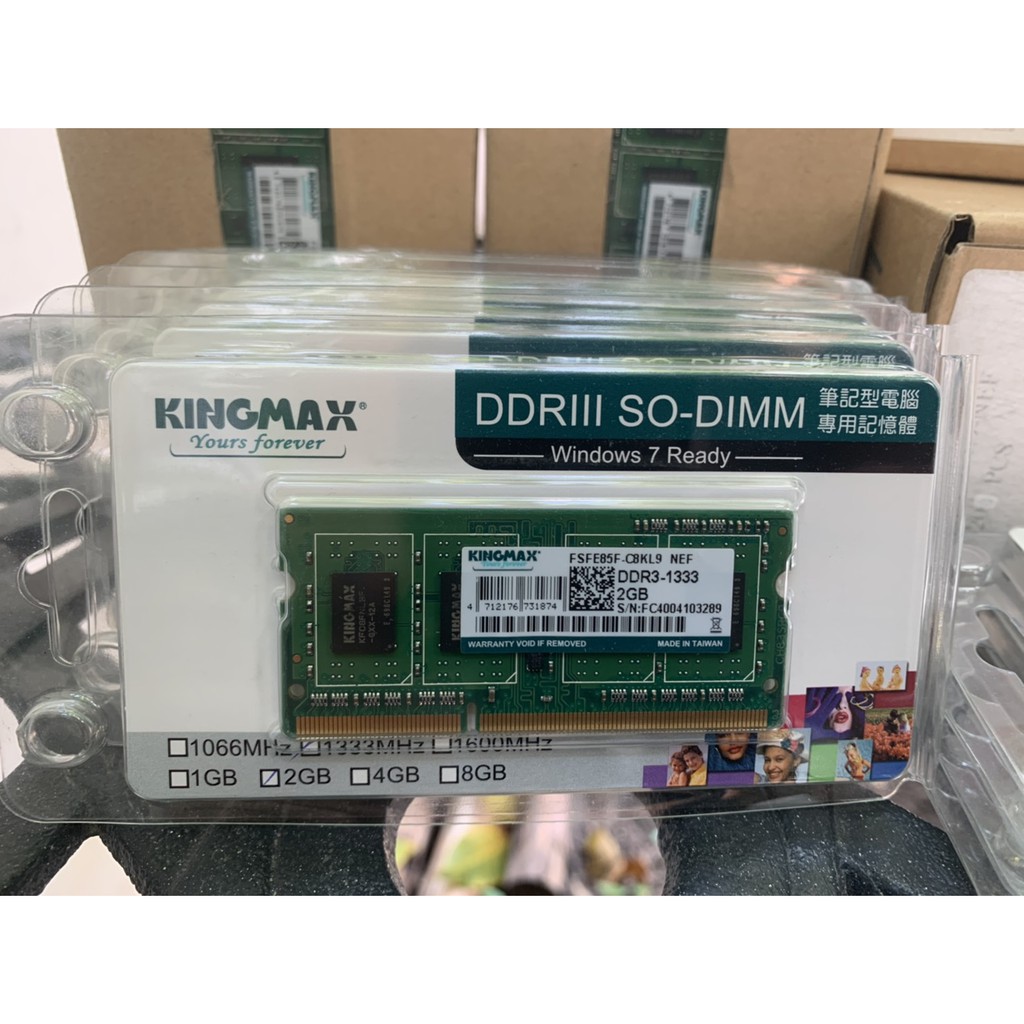 KINGMAX®
Yours forever
DDRIII SO-DIMM
筆記型電腦
專用記憶體
Windows 7 Ready
KINGMAX
Yours forever
FSFE85F-C8KL9 NEF
DDR3-1333
2GB
S/N:FC4004103289
4 712176 731874
WARRANTY VOID IF REMOVED
MADE IN TAIWAN
KINGMAX
1066MHz 1333MHz 1600MHz
1GB 2GB 4GB 8GB